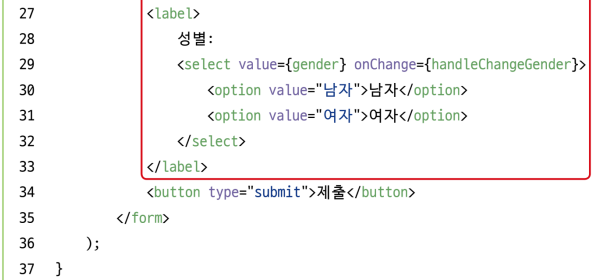 27 <label>
28 성별:
29 <select value={gender} onChange={handleChangeGender}>
30 <option value="남자">남자</option>
31 <option value="여자">여자</option>
32 </select>
33 </label>
34 <button type="submit">제출</button>
35 </form>
36 );
37 }